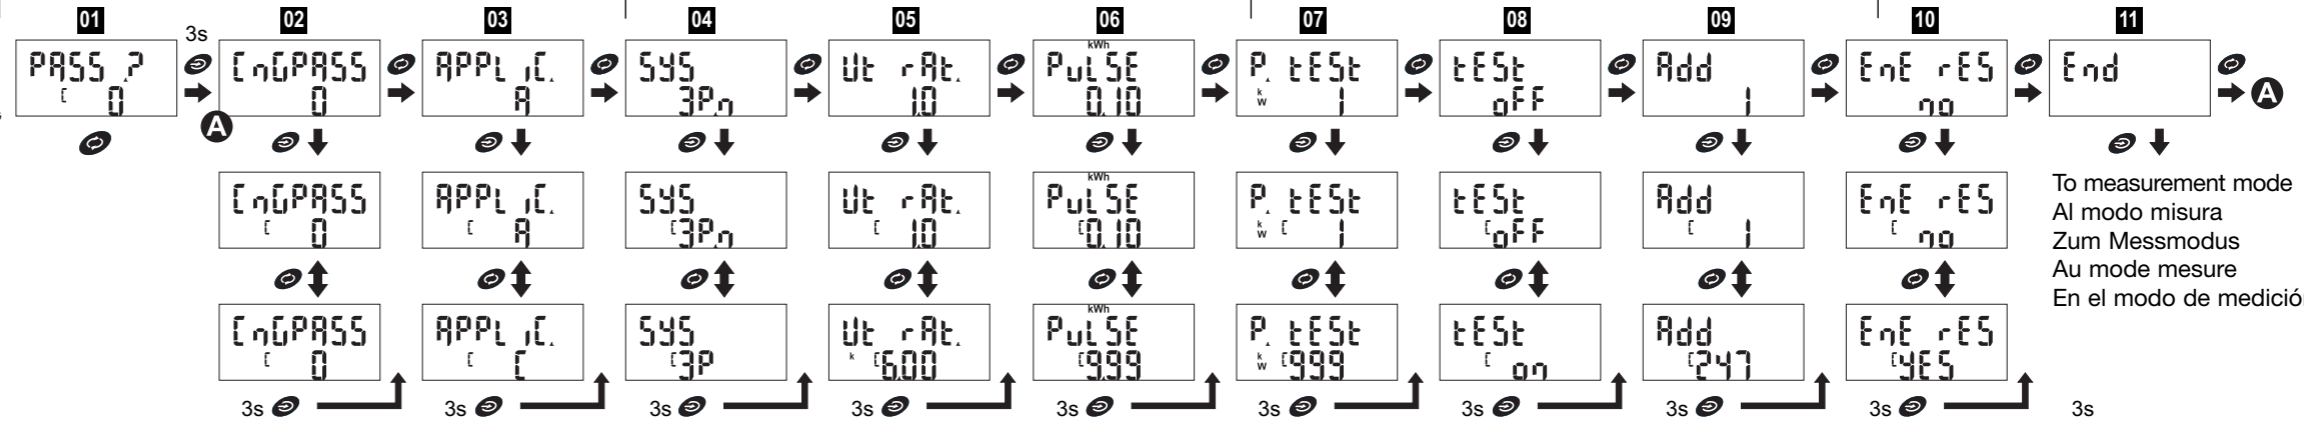 01 02 03 04 05 06 07 08 09 10 11
3s
PASS ? CnGPASS APPLiC. SYS Ut rAt. kWh PuLSE P. tESt tESt Add EnE rES End
[ 0 0 A 3Pn 1.0 0.10 kW 1 oFF 1 no
A A
CnGPASS APPLiC. SYS Ut rAt. kWh PuLSE P. tESt tESt Add EnE rES
[ 0 [ A [3Pn [ 1.0 [0.10 kW [ 1 [oFF [ 1 [ no
To measurement mode
Al modo misura
Zum Messmodus
Au mode mesure
En el modo de medició
CnGPASS APPLiC. SYS Ut rAt. kWh PuLSE P. tESt tESt Add EnE rES
[ 0 [ C [3P k [6.00 [9.99 kW [999 [ on [247 [YES
3s 3s 3s 3s 3s 3s 3s 3s 3s 3s